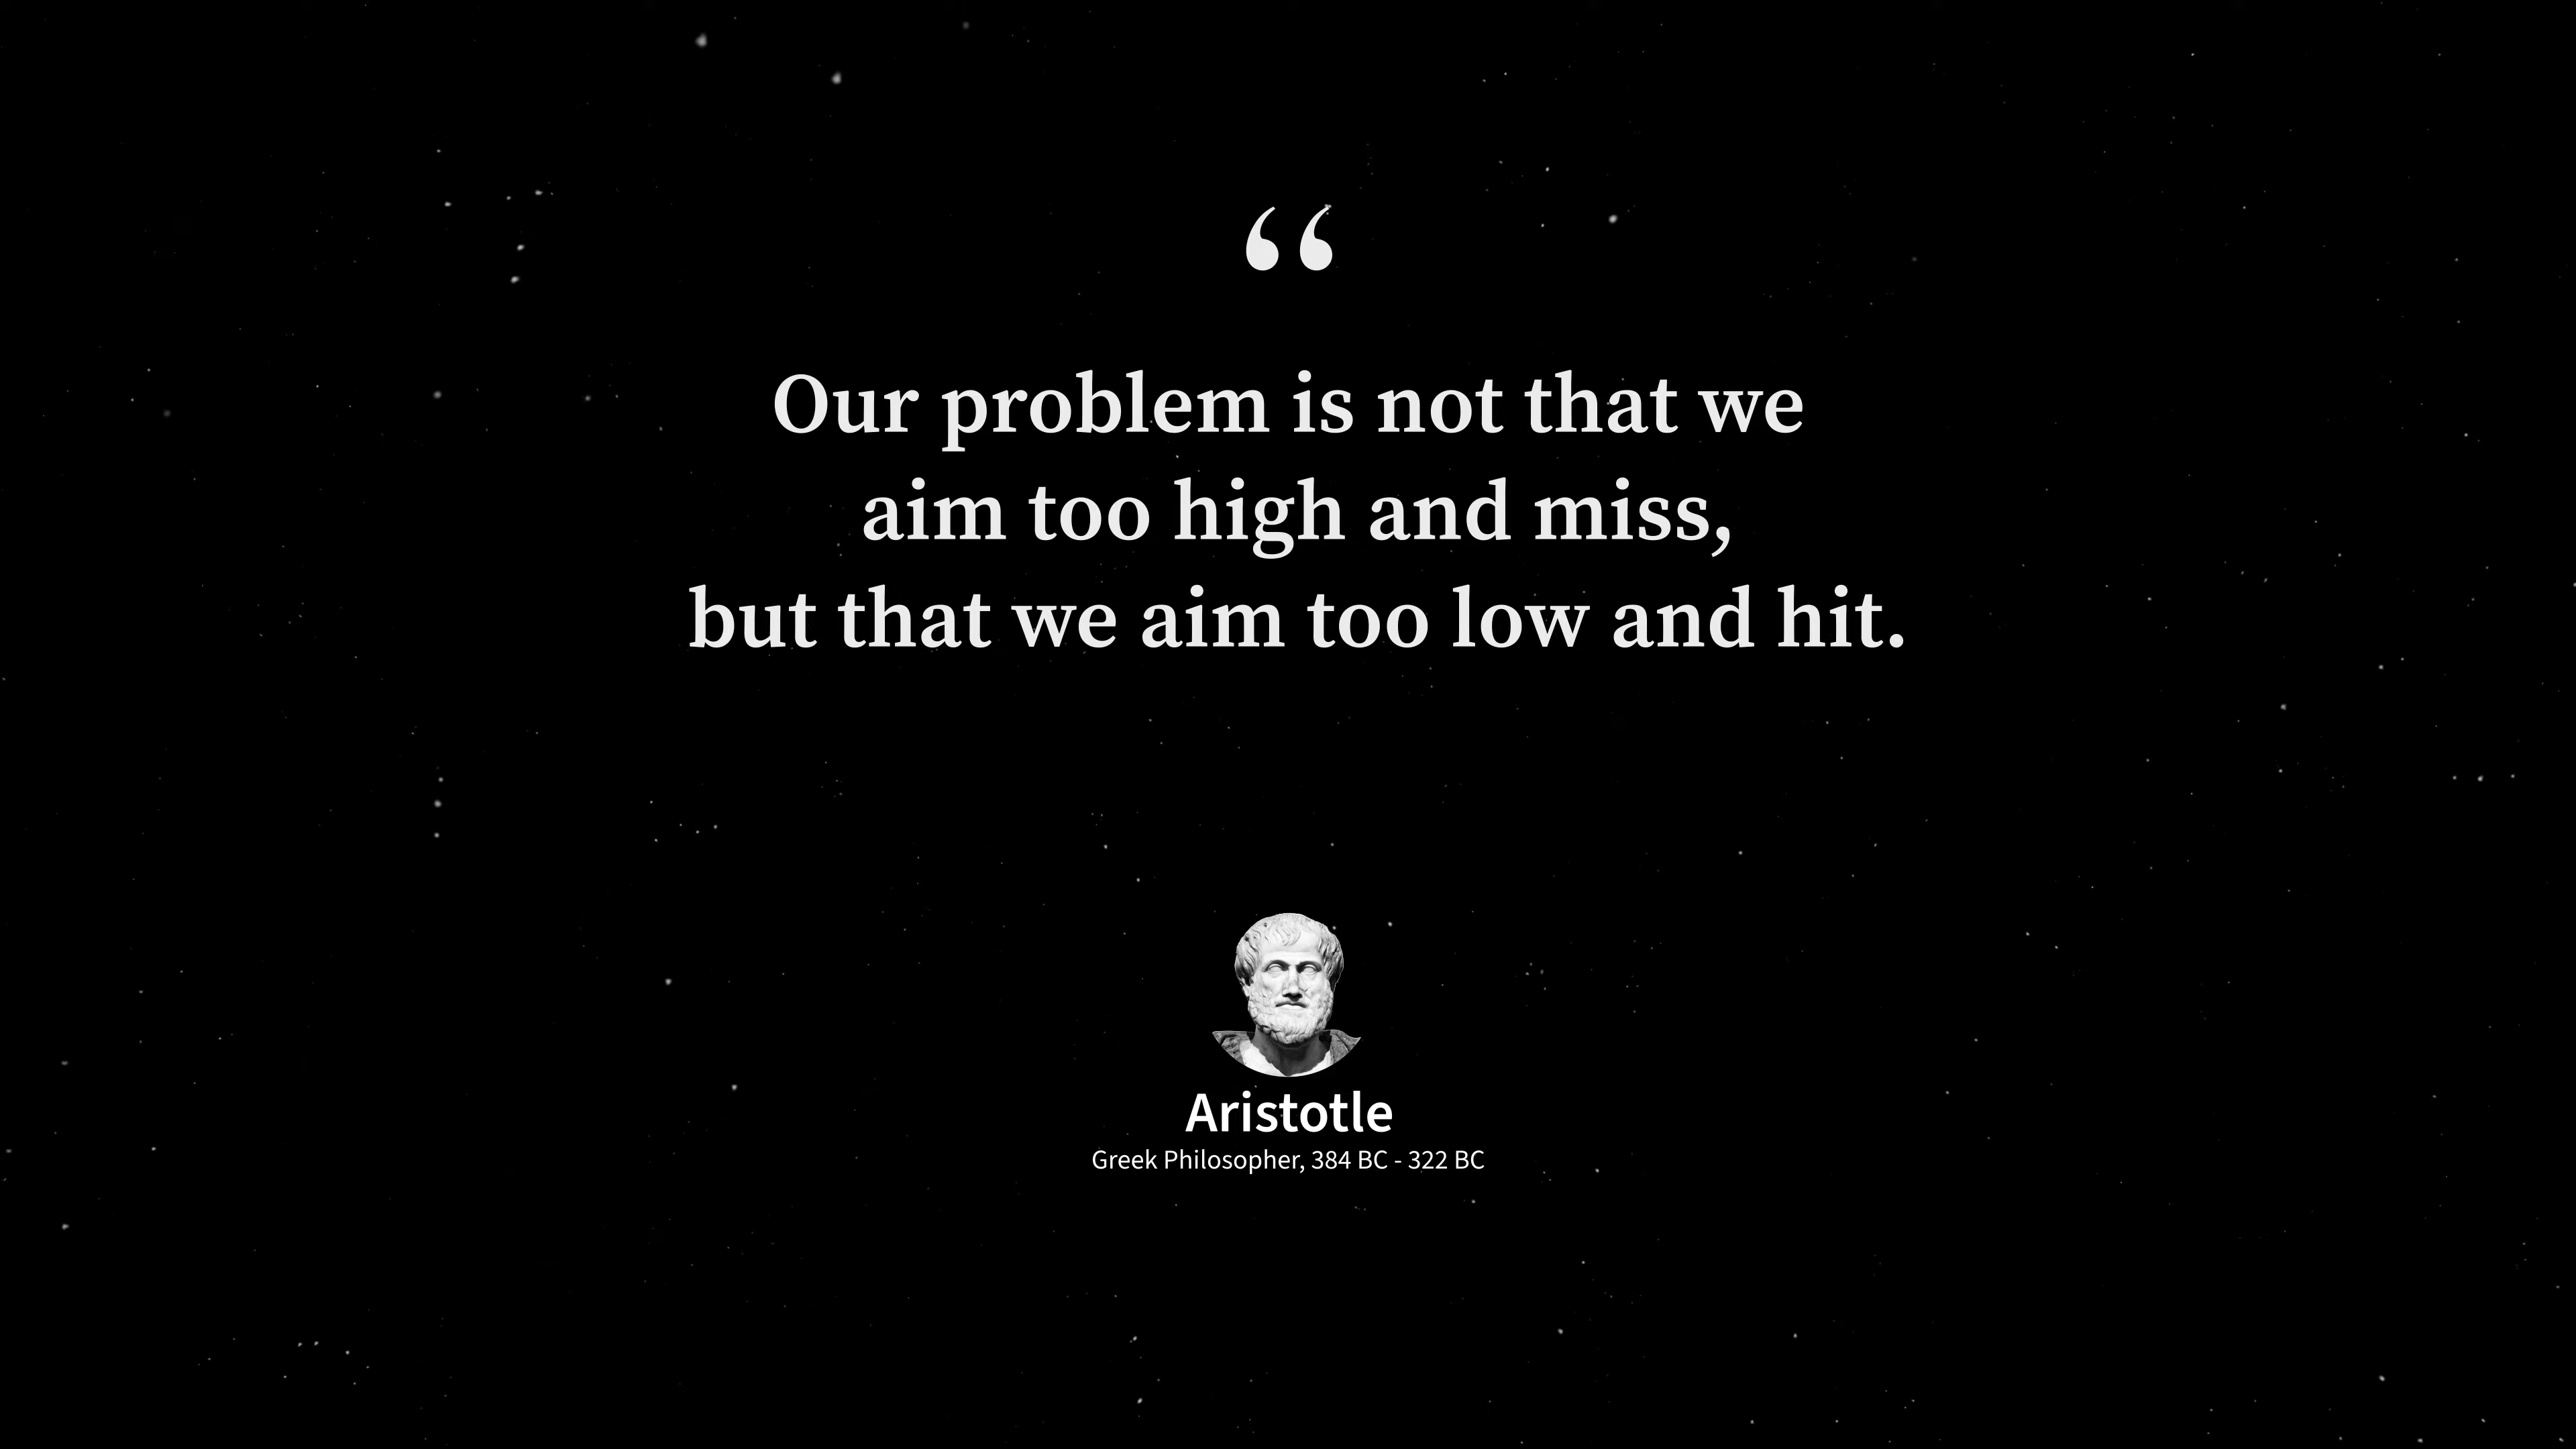 “
Our problem is not that we
aim too high and miss,
but that we aim too low and hit.
Aristotle
Greek Philosopher, 384 BC - 322 BC